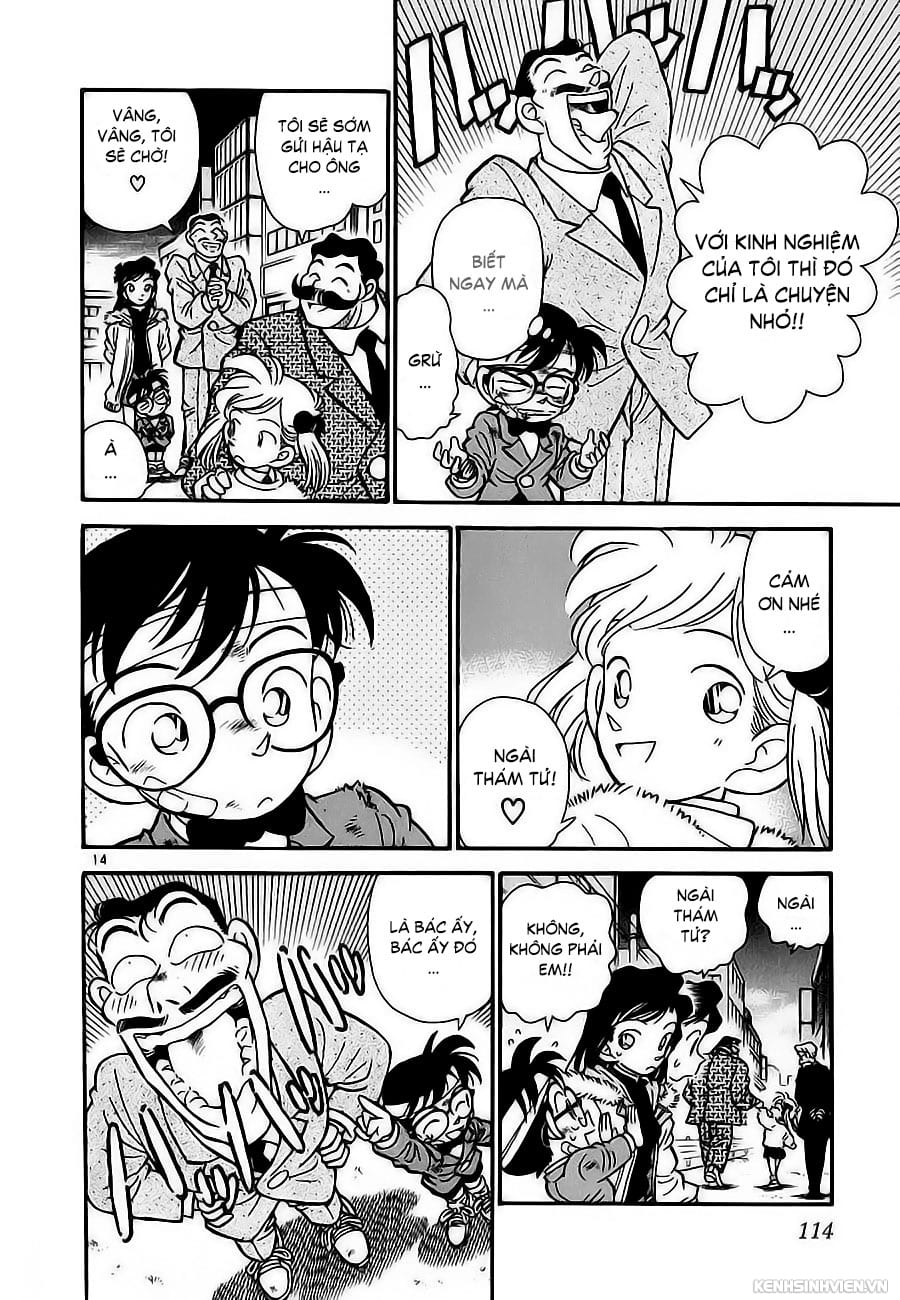 VỚI KINH NGHIỆM
CỦA TÔI THÌ ĐÓ
CHỈ LÀ CHUYỆN
NHỎ!!
BIẾT
NGAY MÀ
...
GRỪ
...
TÔI SẼ SỚM
GỬI HẬU TẠ
CHO ÔNG
...
VÂNG,
VÂNG, TÔI
SẼ CHỜ!
♡
À
...
CẢM
ƠN NHÉ
...
NGÀI
THÁM TỬ!
♡
14
NGÀI
...
NGÀI
THÁM
TỬ?
KHÔNG,
KHÔNG PHẢI
EM!!
LÀ BÁC ẤY,
BÁC ẤY ĐÓ
...
114
KENHSINHVIEN.VN